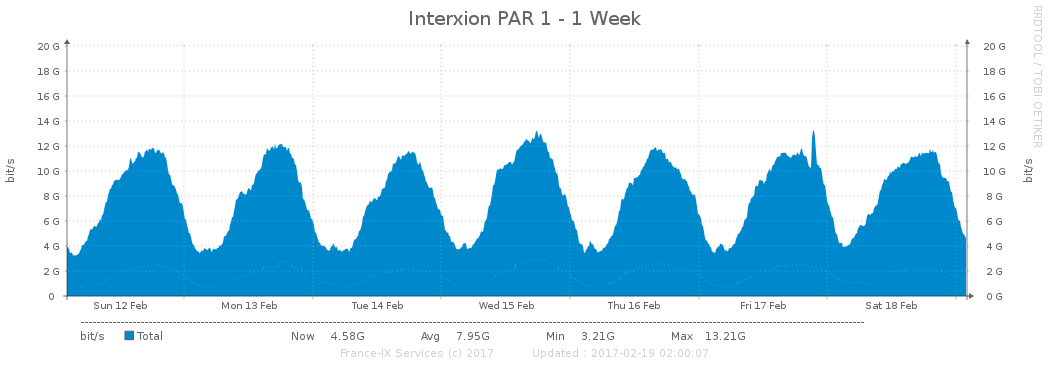 Interxion PAR 1 - 1 Week
RRDTOOL / TOBI OETIKER
bit/s
bit/s
20 G 20 G
18 G 18 G
16 G 16 G
14 G 14 G
12 G 12 G
10 G 10 G
8 G 8 G
6 G 6 G
4 G 4 G
2 G 2 G
0 0 G
Sun 12 Feb Mon 13 Feb Tue 14 Feb Wed 15 Feb Thu 16 Feb Fri 17 Feb Sat 18 Feb
bit/s Total Now 4.58G Avg 7.95G Min 3.21G Max 13.21G
France-IX Services (c) 2017 Updated : 2017-02-19 02:00:07